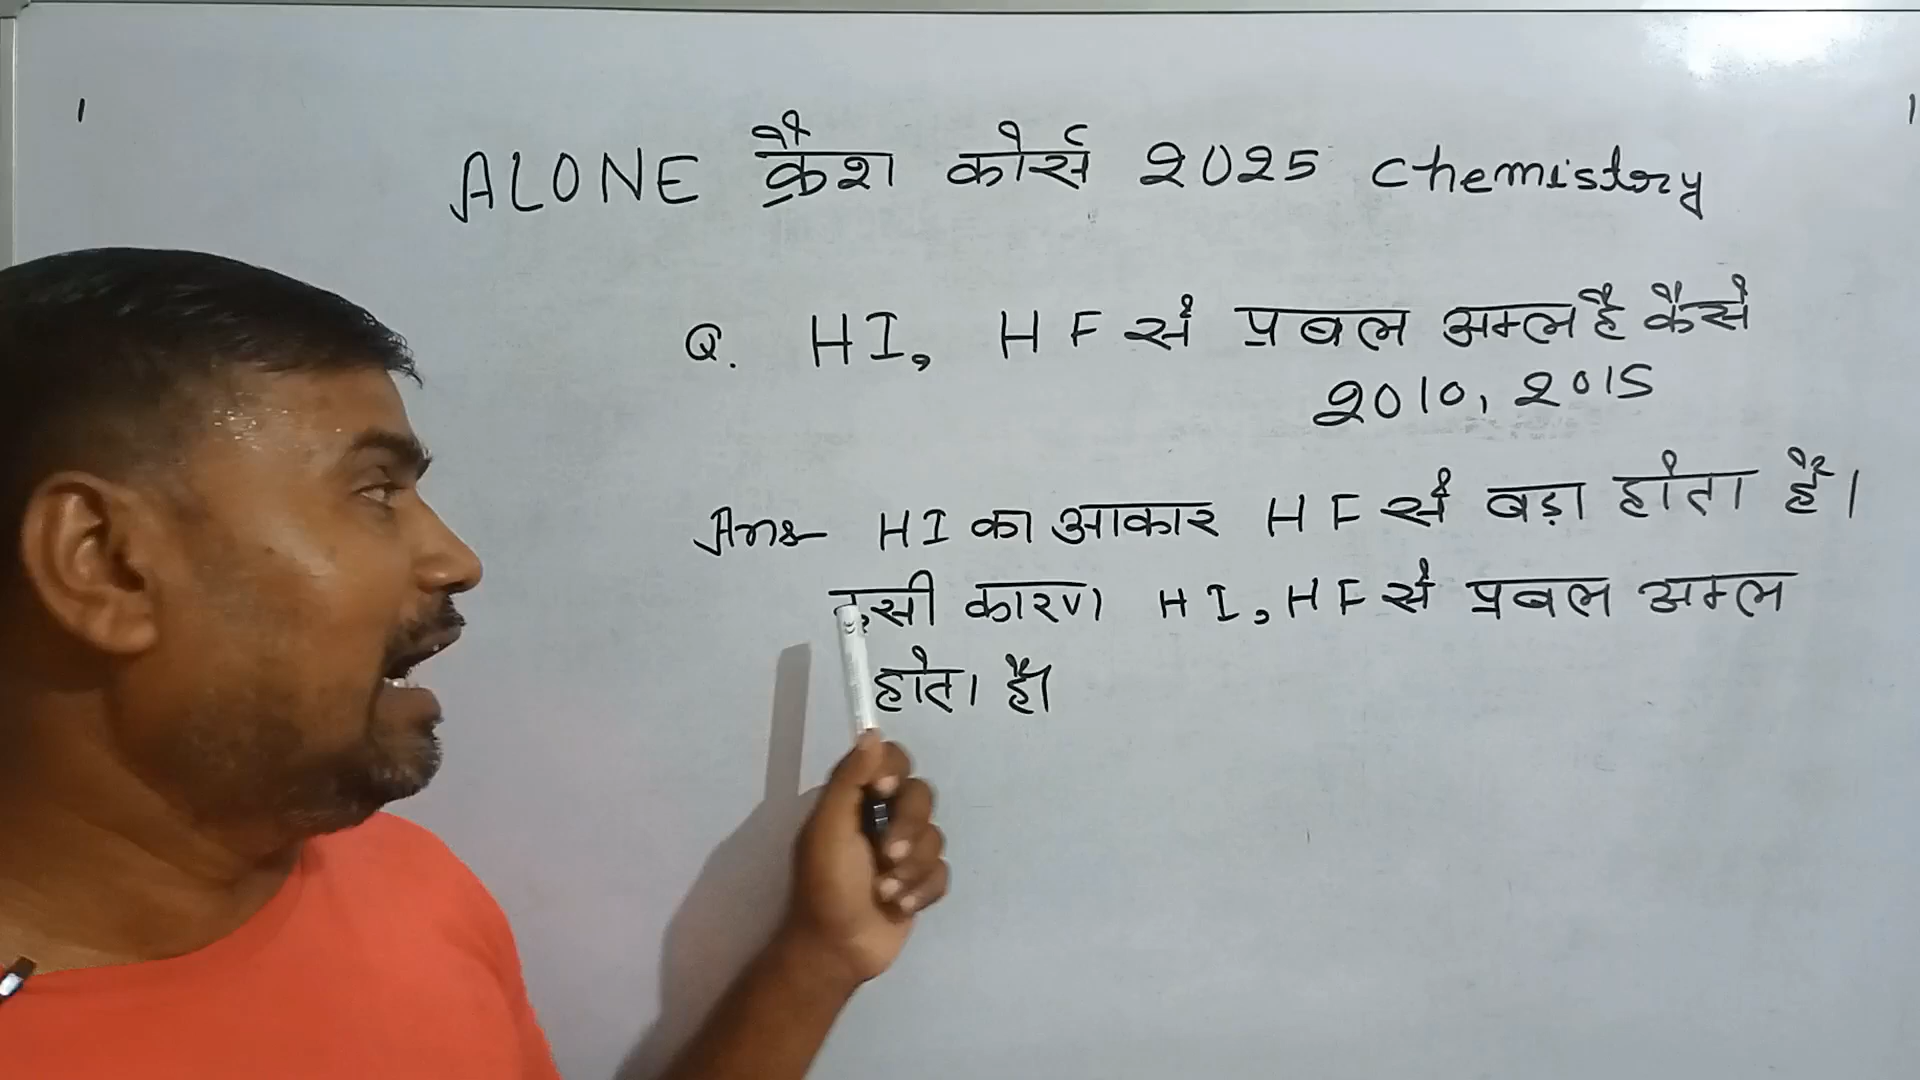 ALONE क्रैश कोर्स 2025 Chemistry
Q. HI, HF से प्रबल अम्ल है कैसे
2010, 2015
Ans HI का आकार HF से बड़ा होता है।
इसी कारण HI, HF से प्रबल अम्ल
होता है।